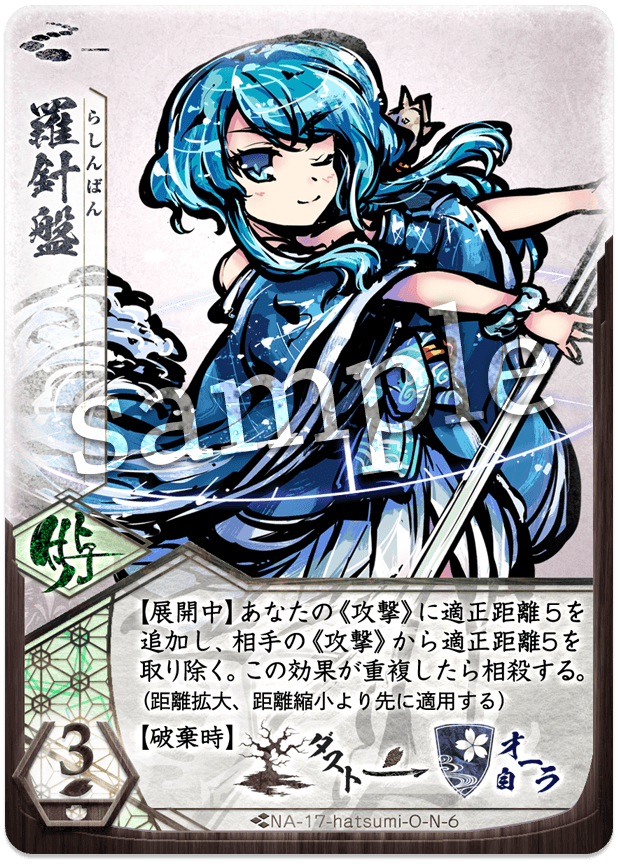 羅針盤
らしんばん
sample
付与
【展開中】あなたの《攻撃》に適正距離5を
追加し、相手の《攻撃》から適正距離5を
取り除く。この効果が重複したら相殺する。
(距離拡大、距離縮小より先に適用する)
【破棄時】ダスト→自オーラ
3
NA-17-hatsumi-O-N-6